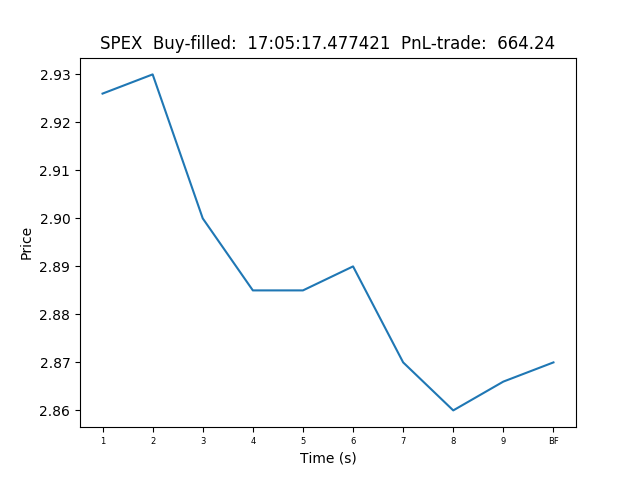 SPEX  Buy-filled:  17:05:17.477421  PnL-trade:  664.24
2.93
2.92
2.91
2.90
2.89
2.88
2.87
2.86
Price
1 2 3 4 5 6 7 8 9 BF
Time (s)